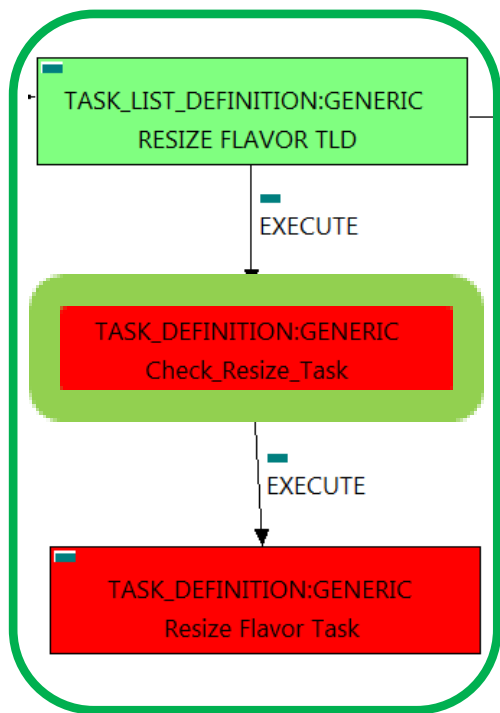 TASK_LIST_DEFINITION:GENERIC
RESIZE FLAVOR TLD
EXECUTE
TASK_DEFINITION:GENERIC
Check_Resize_Task
EXECUTE
TASK_DEFINITION:GENERIC
Resize Flavor Task